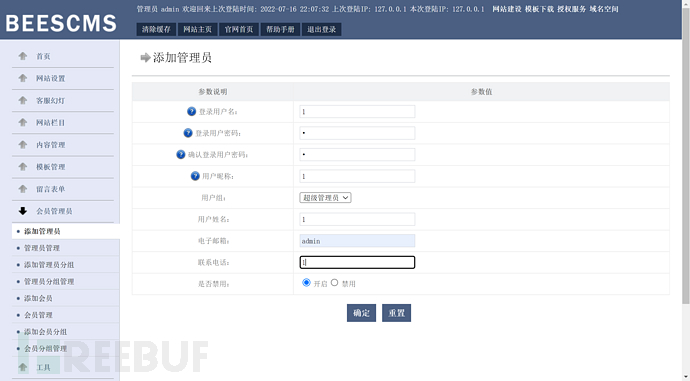 BEESCMS
管理员 admin 欢迎回来上次登陆时间: 2022-07-16 22:07:32 上次登陆IP: 127.0.0.1 本次登陆IP: 127.0.0.1 网站建设 模板下载 授权服务 域名空间
清除缓存 网站主页 官网首页 帮助手册 退出登录
首页
网站设置
客服幻灯
网站栏目
内容管理
模板管理
留言表单
会员管理员
添加管理员
管理员管理
添加管理员分组
管理员分组管理
添加会员
会员管理
添加会员分组
会员分组管理
工具
添加管理员
参数说明 参数值
登录用户名: 1
登录用户密码: •
确认登录用户密码: •
用户昵称: 1
用户组: 超级管理员
用户姓名: 1
电子邮箱: admin
联系电话: 1
是否禁用: 开启 禁用
确定 重置
FREEBUF